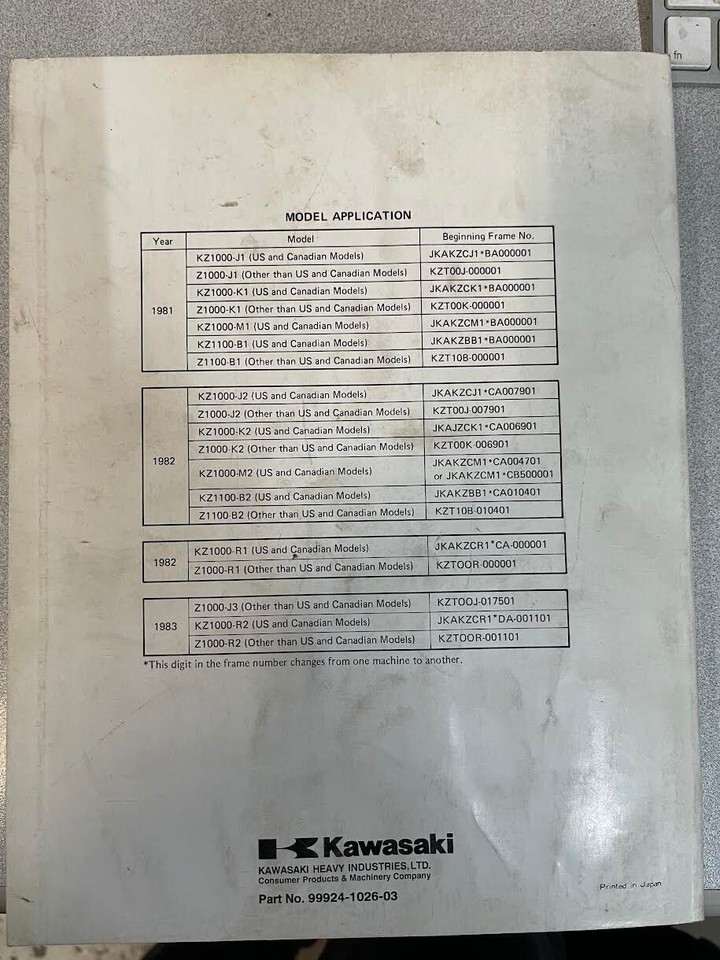 fn
MODEL APPLICATION
Year Model Beginning Frame No.
1981
KZ1000-J1 (US and Canadian Models) JKAKZCJ1*BA000001
Z1000-J1 (Other than US and Canadian Models) KZT00J-000001
KZ1000-K1 (US and Canadian Models) JKAKZCK1*BA000001
Z1000-K1 (Other than US and Canadian Models) KZT00K-000001
KZ1000-M1 (US and Canadian Models) JKAKZCM1*BA000001
KZ1100-B1 (US and Canadian Models) JKAKZBB1*BA000001
Z1100-B1 (Other than US and Canadian Models) KZT10B-000001
1982
KZ1000-J2 (US and Canadian Models) JKAKZCJ1*CA007901
Z1000-J2 (Other than US and Canadian Models) KZT00J-007901
KZ1000-K2 (US and Canadian Models) JKAJZCK1*CA006901
Z1000-K2 (Other than US and Canadian Models) KZT00K-006901
KZ1000-M2 (US and Canadian Models) JKAKZCM1*CA004701
or JKAKZCM1*CB500001
KZ1100-B2 (US and Canadian Models) JKAKZBB1*CA010401
Z1100-B2 (Other than US and Canadian Models) KZT10B-010401
1982
KZ1000-R1 (US and Canadian Models) JKAKZCR1*CA-000001
Z1000-R1 (Other than US and Canadian Models) KZTOOR-000001
1983
Z1000-J3 (Other than US and Canadian Models) KZTOOJ-017501
KZ1000-R2 (US and Canadian Models) JKAKZCR1*DA-001101
Z1000-R2 (Other than US and Canadian Models) KZTOOR-001101
*This digit in the frame number changes from one machine to another.
Kawasaki
KAWASAKI HEAVY INDUSTRIES, LTD.
Consumer Products & Machinery Company
Part No. 99924-1026-03
Printed in Japan